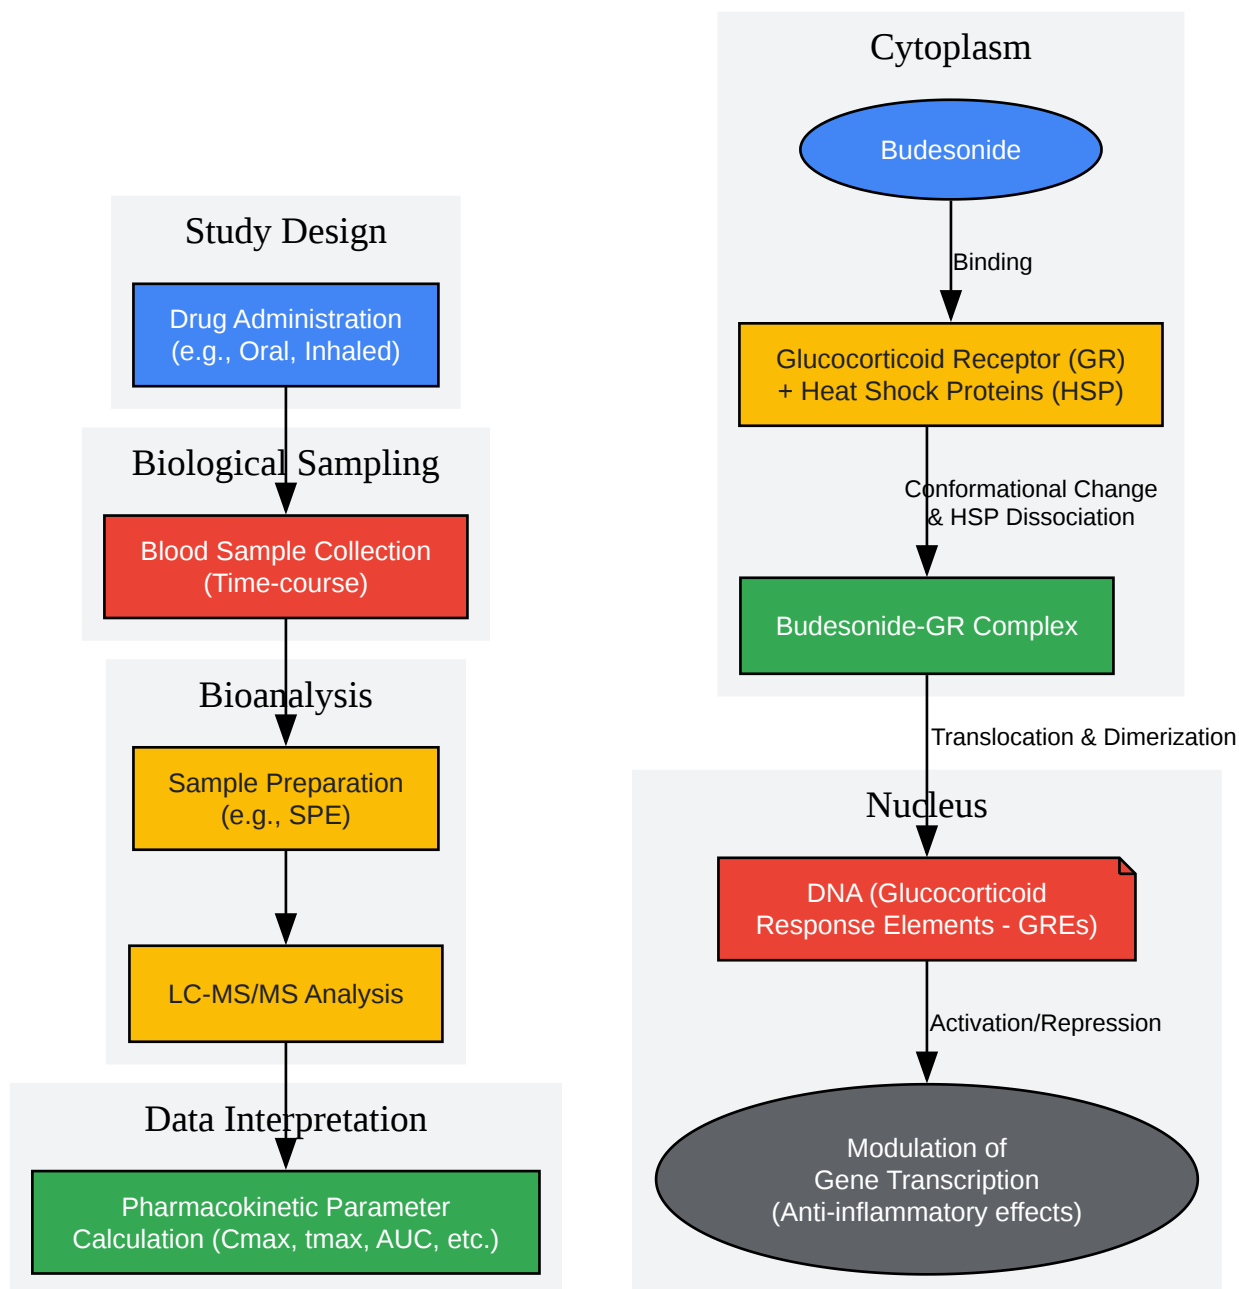 Study Design
Drug Administration
(e.g., Oral, Inhaled)
Biological Sampling
Blood Sample Collection
(Time-course)
Bioanalysis
Sample Preparation
(e.g., SPE)
LC-MS/MS Analysis
Data Interpretation
Pharmacokinetic Parameter
Calculation (Cmax, tmax, AUC, etc.)
Cytoplasm
Budesonide
Binding
Glucocorticoid Receptor (GR)
+ Heat Shock Proteins (HSP)
Conformational Change
& HSP Dissociation
Budesonide-GR Complex
Translocation & Dimerization
Nucleus
DNA (Glucocorticoid
Response Elements - GREs)
Activation/Repression
Modulation of
Gene Transcription
(Anti-inflammatory effects)